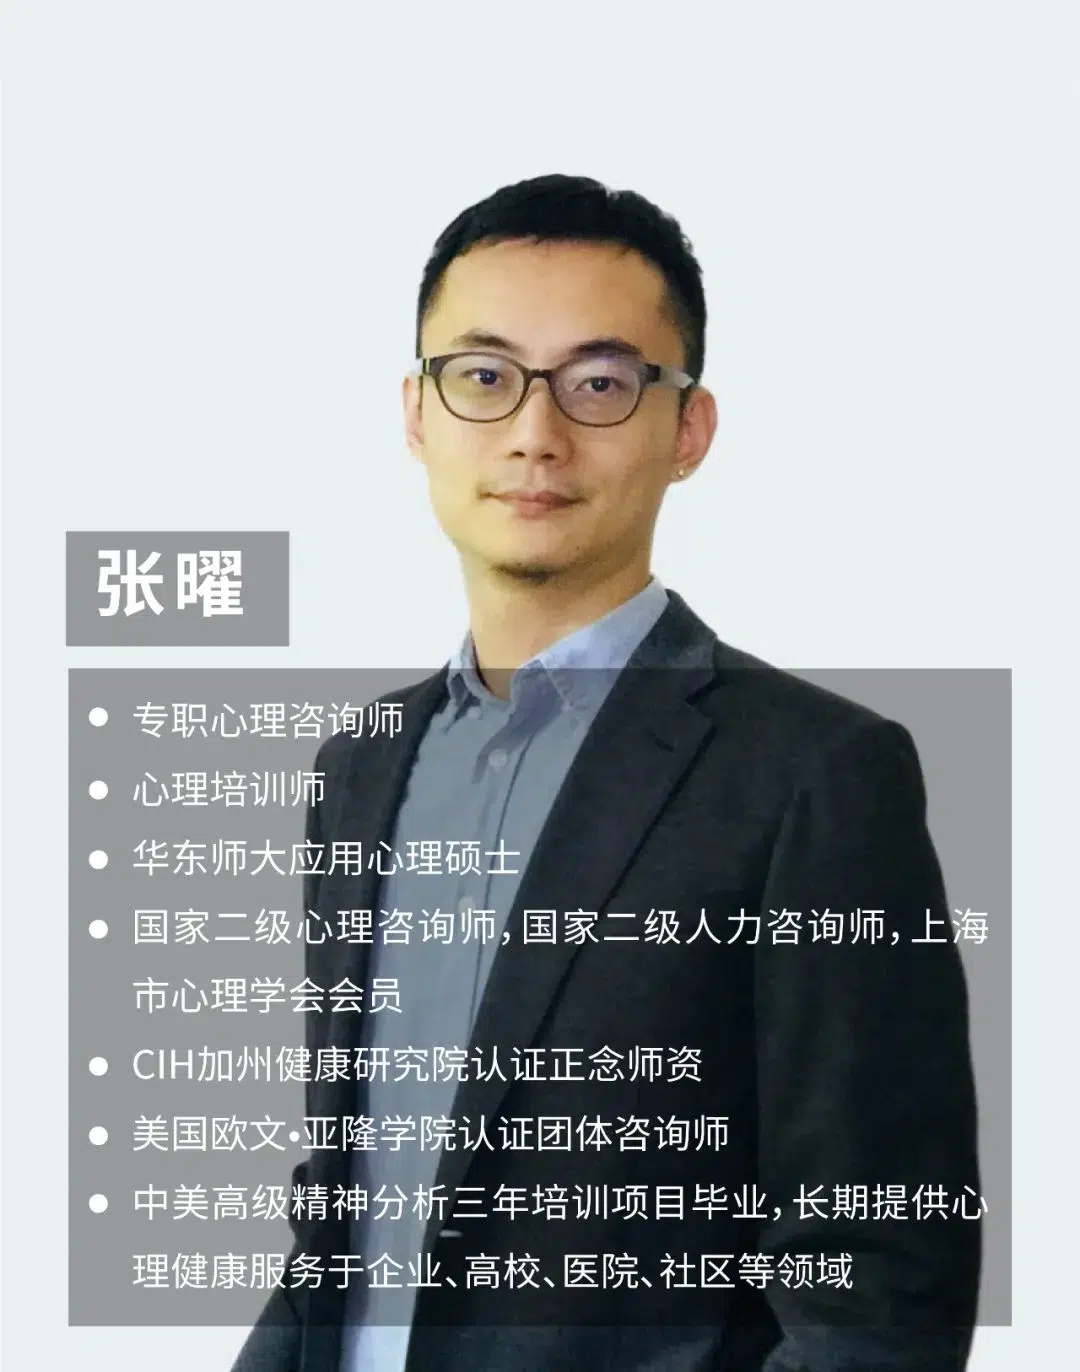 张曜
专职心理咨询师
心理培训师
华东师大应用心理硕士
国家二级心理咨询师，国家二级人力咨询师，上海
市心理学会会员
CIH加州健康研究院认证正念师资
美国欧文•亚隆学院认证团体咨询师
中美高级精神分析三年培训项目毕业，长期提供心
理健康服务于企业、高校、医院、社区等领域